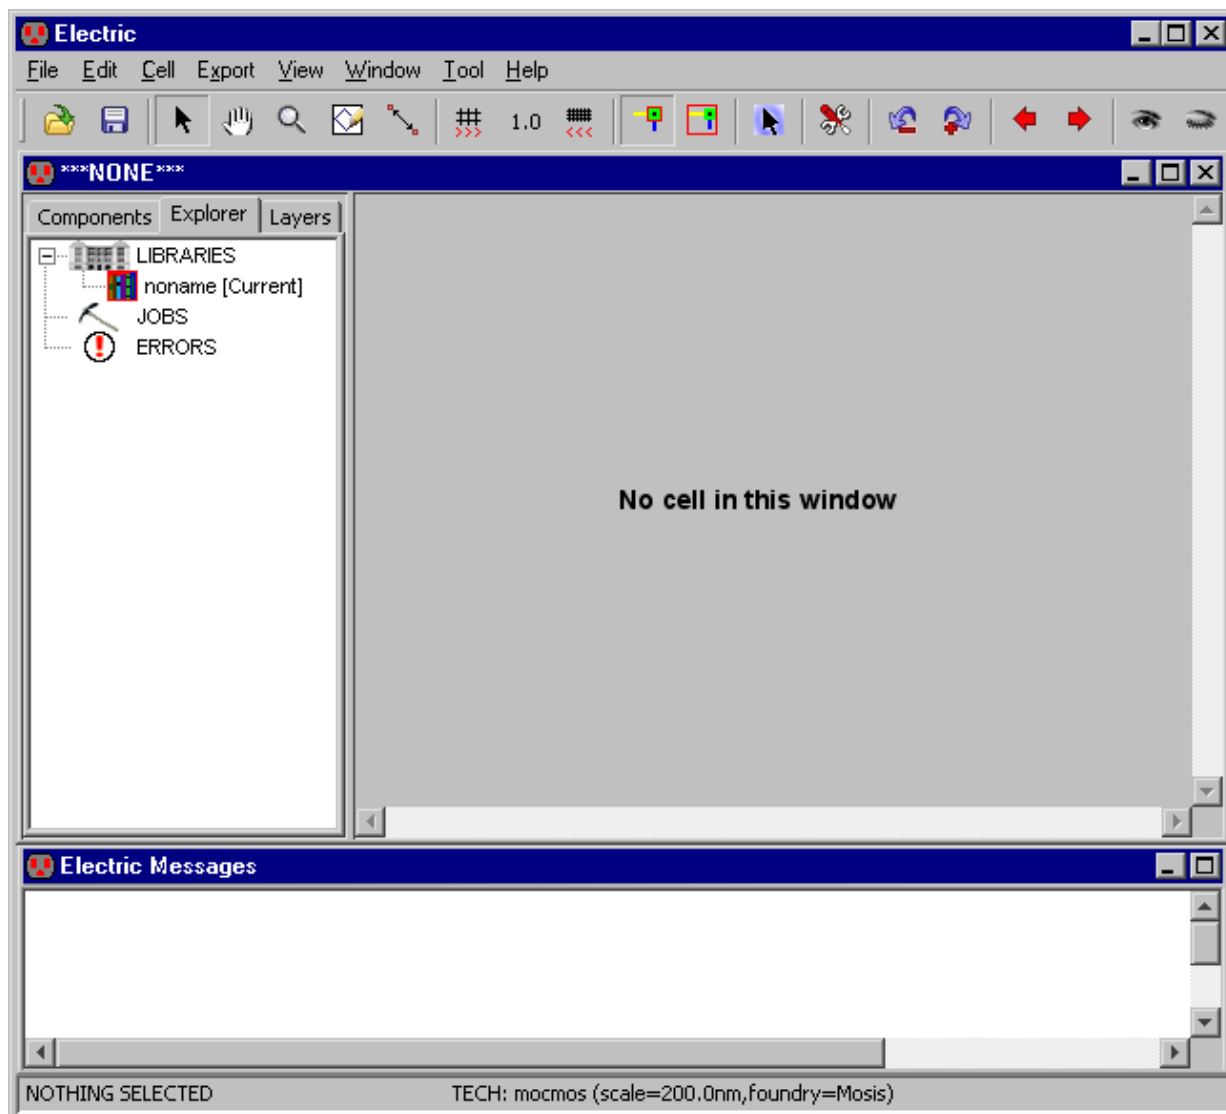 Electric
File Edit Cell Export View Window Tool Help
1.0
***NONE***
Components Explorer Layers
LIBRARIES
noname [Current]
JOBS
ERRORS
No cell in this window
Electric Messages
NOTHING SELECTED TECH: mocmos (scale=200.0nm,foundry=Mosis)